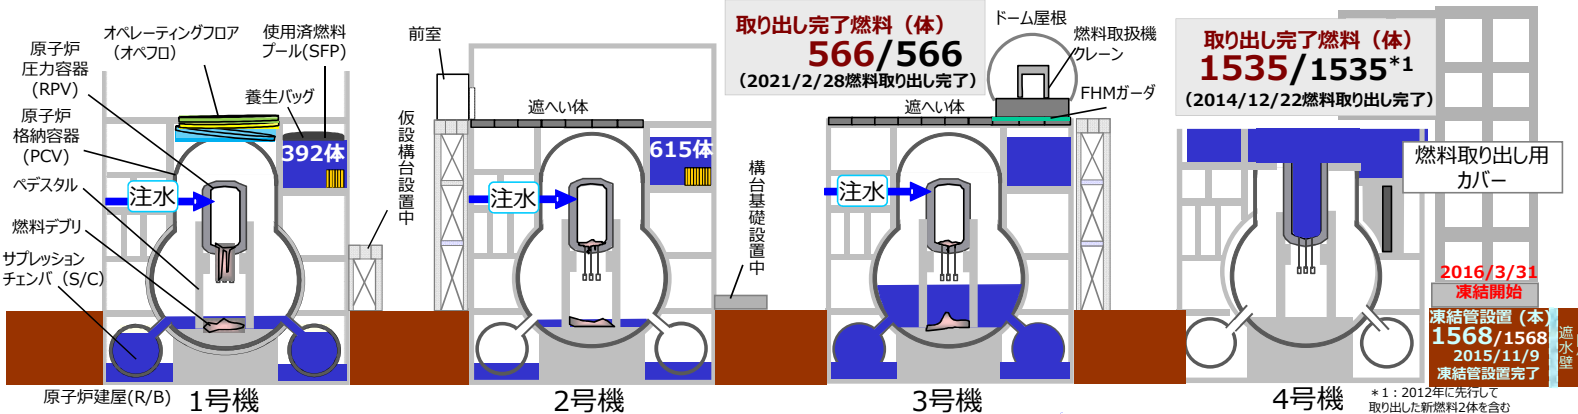 原子炉
圧力容器
(RPV)
原子炉
格納容器
(PCV)
ペデスタル
燃料デブリ
サプレッション
チェンバ(S/C)
オペレーティングフロア
(オペフロ)
使用済燃料
プール(SFP)
養生バッグ
392体
注水
原子炉建屋(R/B)
1号機
仮設構台設置中
前室
遮へい体
615体
注水
2号機
構台基礎設置中
取り出し完了燃料(体)
566/566
(2021/2/28燃料取り出し完了)
ドーム屋根
燃料取扱機
クレーン
FHMガーダ
遮へい体
注水
3号機
取り出し完了燃料(体)
1535/1535*1
(2014/12/22燃料取り出し完了)
燃料取り出し用
カバー
2016/3/31
凍結開始
凍結管設置(本)
1568/1568
2015/11/9
凍結管設置完了
遮水壁
4号機
*1:2012年に先行して
取り出した新燃料2体を含む